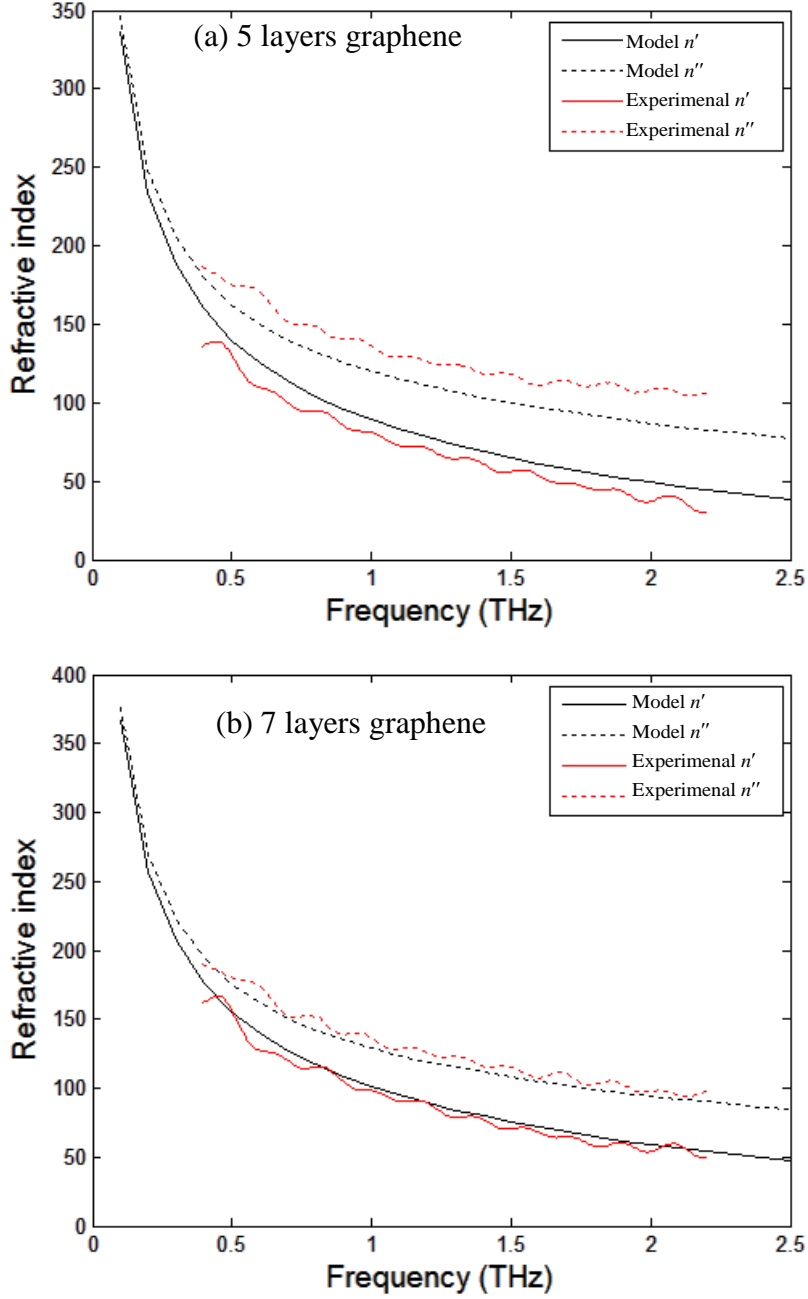 (a) 5 layers graphene
Model n′
Model n″
Experimenal n′
Experimenal n″
350
300
250
200
150
100
50
0
Refractive index
0
0.5
1
1.5
2
2.5
Frequency (THz)
(b) 7 layers graphene
Model n′
Model n″
Experimenal n′
Experimenal n″
400
350
300
250
200
150
100
50
0
Refractive index
0
0.5
1
1.5
2
2.5
Frequency (THz)